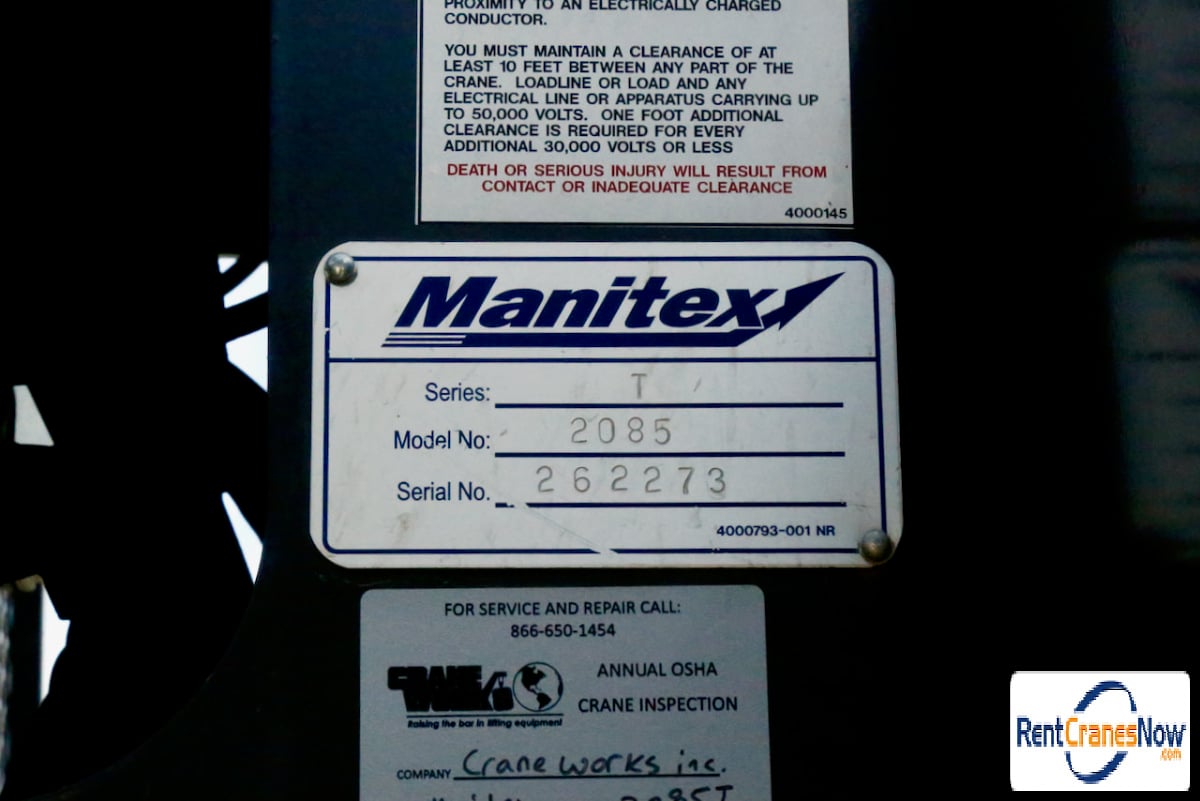 PROXIMITY TO AN ELECTRICALLY CHARGED
CONDUCTOR.
YOU MUST MAINTAIN A CLEARANCE OF AT
LEAST 10 FEET BETWEEN ANY PART OF THE
CRANE. LOADLINE OR LOAD AND ANY
ELECTRICAL LINE OR APPARATUS CARRYING UP
TO 50,000 VOLTS. ONE FOOT ADDITIONAL
CLEARANCE IS REQUIRED FOR EVERY
ADDITIONAL 30,000 VOLTS OR LESS
DEATH OR SERIOUS INJURY WILL RESULT FROM
CONTACT OR INADEQUATE CLEARANCE
4000145
Manitex
Series: T
Model No: 2085
Serial No. 262273
4000793-001 NR
FOR SERVICE AND REPAIR CALL:
866-650-1454
CRANE WORKS
Raising the bar in lifting equipment
ANNUAL OSHA
CRANE INSPECTION
COMPANY Crane works inc.
2085T
RentCranesNow
.com